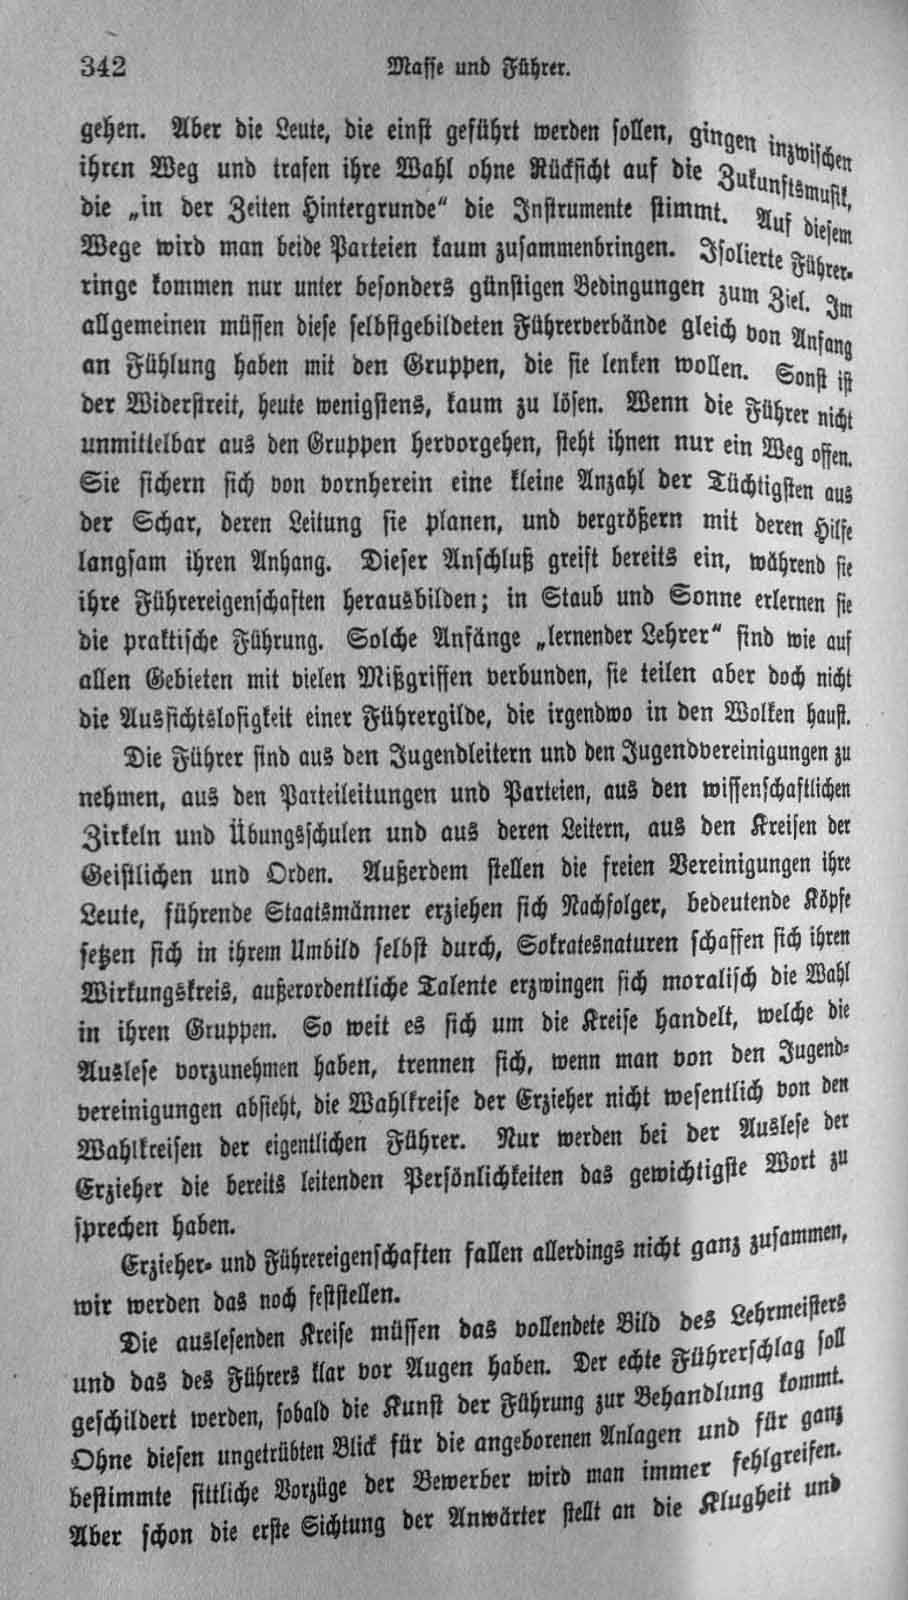 342 Masse und Führer.
gehen. Aber die Leute, die einst geführt werden sollen, gingen inzwischen
ihren Weg und trafen ihre Wahl ohne Rücksicht auf die Zukunftsmusik,
die „in der Zeiten Hintergrunde“ die Instrumente stimmt. Auf diesem
Wege wird man beide Parteien kaum zusammenbringen. Isolierte Führer-
ringe kommen nur unter besonders günstigen Bedingungen zum Ziel. Im
allgemeinen müssen diese selbstgebildeten Führerverbände gleich von Anfang
an Fühlung haben mit den Gruppen, die sie lenken wollen. Sonst ist
der Widerstreit, heute wenigstens, kaum zu lösen. Wenn die Führer nicht
unmittelbar aus den Gruppen hervorgehen, steht ihnen nur ein Weg offen.
Sie sichern sich von vornherein eine kleine Anzahl der Tüchtigsten aus
der Schar, deren Leitung sie planen, und vergrößern mit deren Hilfe
langsam ihren Anhang. Dieser Anschluß greift bereits ein, während sie
ihre Führereigenschaften herausbilden; in Staub und Sonne erlernen sie
die praktische Führung. Solche Anfänge „lernender Lehrer“ sind wie auf
allen Gebieten mit vielen Mißgriffen verbunden, sie teilen aber doch nicht
die Aussichtslosigkeit einer Führergilde, die irgendwo in den Wolken haust.
Die Führer sind aus den Jugendleitern und den Jugendvereinigungen zu
nehmen, aus den Parteileitungen und Parteien, aus den wissenschaftlichen
Zirkeln und Übungsschulen und aus deren Leitern, aus den Kreisen der
Geistlichen und Orden. Außerdem stellen die freien Vereinigungen ihre
Leute, führende Staatsmänner erziehen sich Nachfolger, bedeutende Köpfe
setzen sich in ihrem Umbild selbst durch, Sokratesnaturen schaffen sich ihren
Wirkungskreis, außerordentliche Talente erzwingen sich moralisch die Wahl
in ihren Gruppen. So weit es sich um die Kreise handelt, welche die
Auslese vorzunehmen haben, trennen sich, wenn man von den Jugend-
vereinigungen absieht, die Wahlkreise der Erzieher nicht wesentlich von den
Wahlkreisen der eigentlichen Führer. Nur werden bei der Auslese der
Erzieher die bereits leitenden Persönlichkeiten das gewichtigste Wort zu
sprechen haben.
Erzieher- und Führereigenschaften fallen allerdings nicht ganz zusammen,
wir werden das noch feststellen.
Die auslesenden Kreise müssen das vollendete Bild des Lehrmeisters
und das des Führers klar vor Augen haben. Der echte Führerschlag soll
geschildert werden, sobald die Kunst der Führung zur Behandlung kommt.
Ohne diesen ungetrübten Blick für die angeborenen Anlagen und für ganz
bestimmte sittliche Vorzüge der Bewerber wird man immer fehlgreifen.
Aber schon die erste Sichtung der Anwärter stellt an die Klugheit und